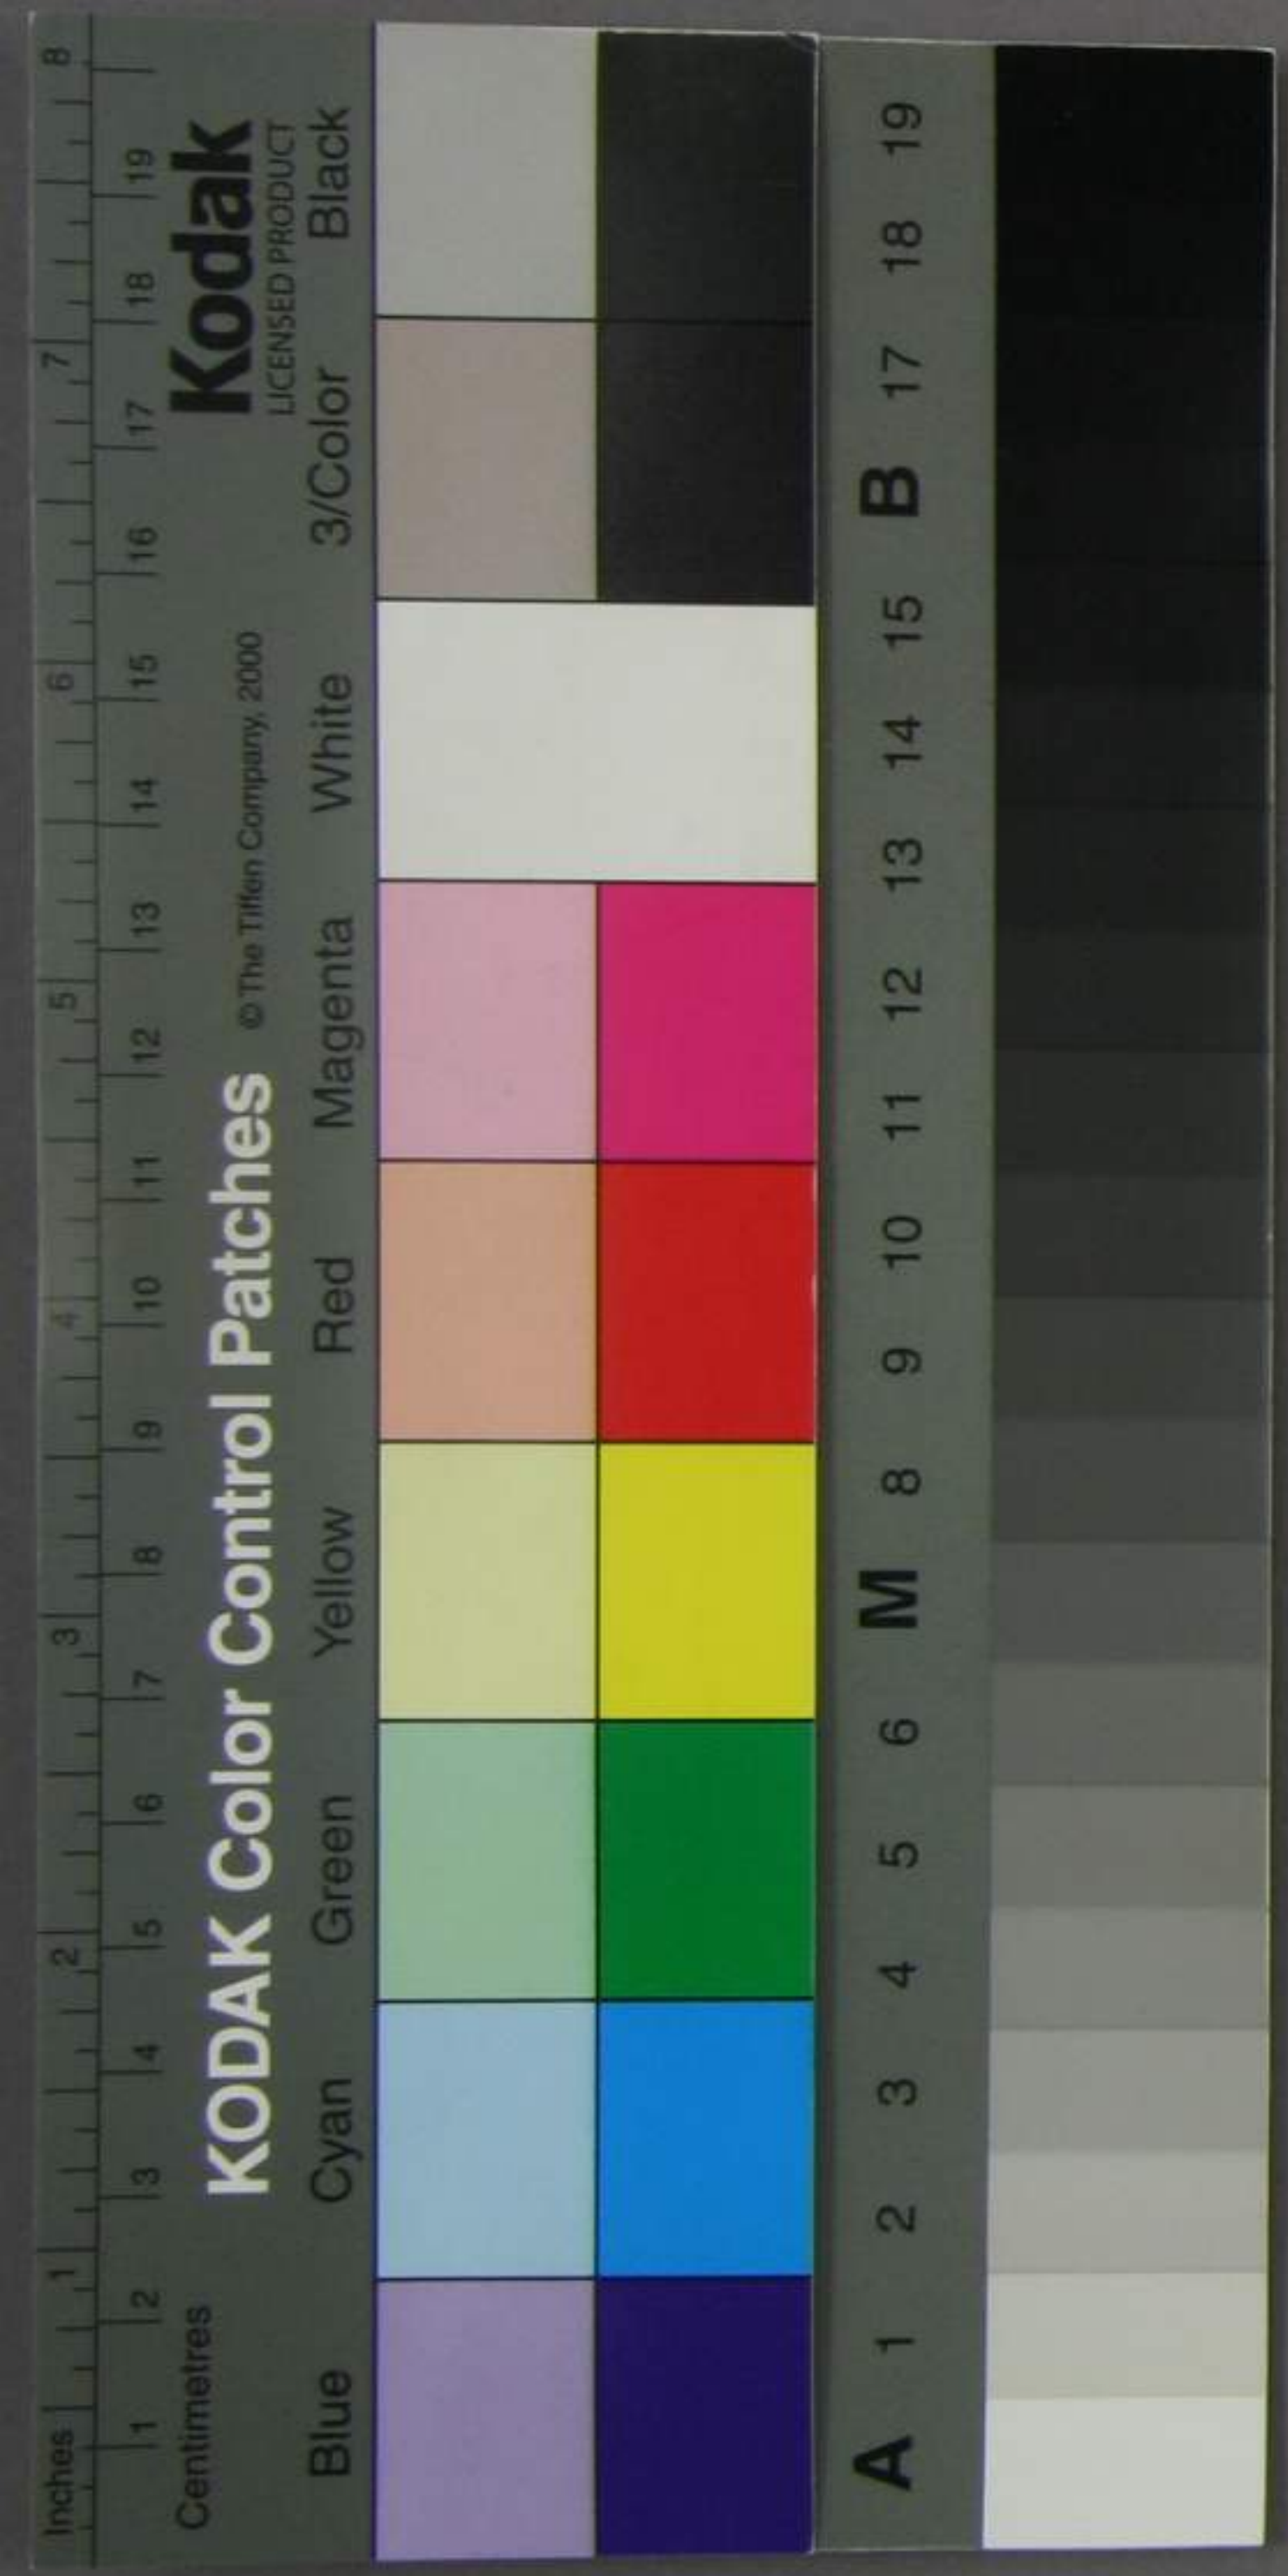 Inches 1 2 3 4 5 6 7 8
1 2 3 4 5 6 7 8 9 10 11 12 13 14 15 16 17 18 19
Centimetres
KODAK Color Control Patches © The Tiffen Company, 2000
Kodak
LICENSED PRODUCT
Blue Cyan Green Yellow Red Magenta White 3/Color Black
A 1 2 3 4 5 6 M 8 9 10 11 12 13 14 15 B 17 18 19